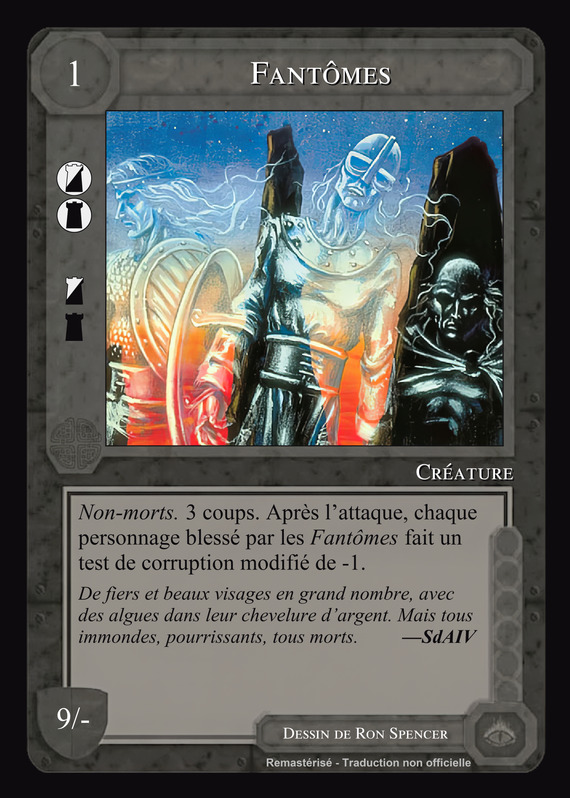 1
FANTÔMES
CRÉATURE
Non-morts. 3 coups. Après l’attaque, chaque
personnage blessé par les Fantômes fait un
test de corruption modifié de -1.
De fiers et beaux visages en grand nombre, avec
des algues dans leur chevelure d’argent. Mais tous
immondes, pourrissants, tous morts. —SdAIV
9/-
DESSIN DE RON SPENCER
Remastérisé - Traduction non officielle